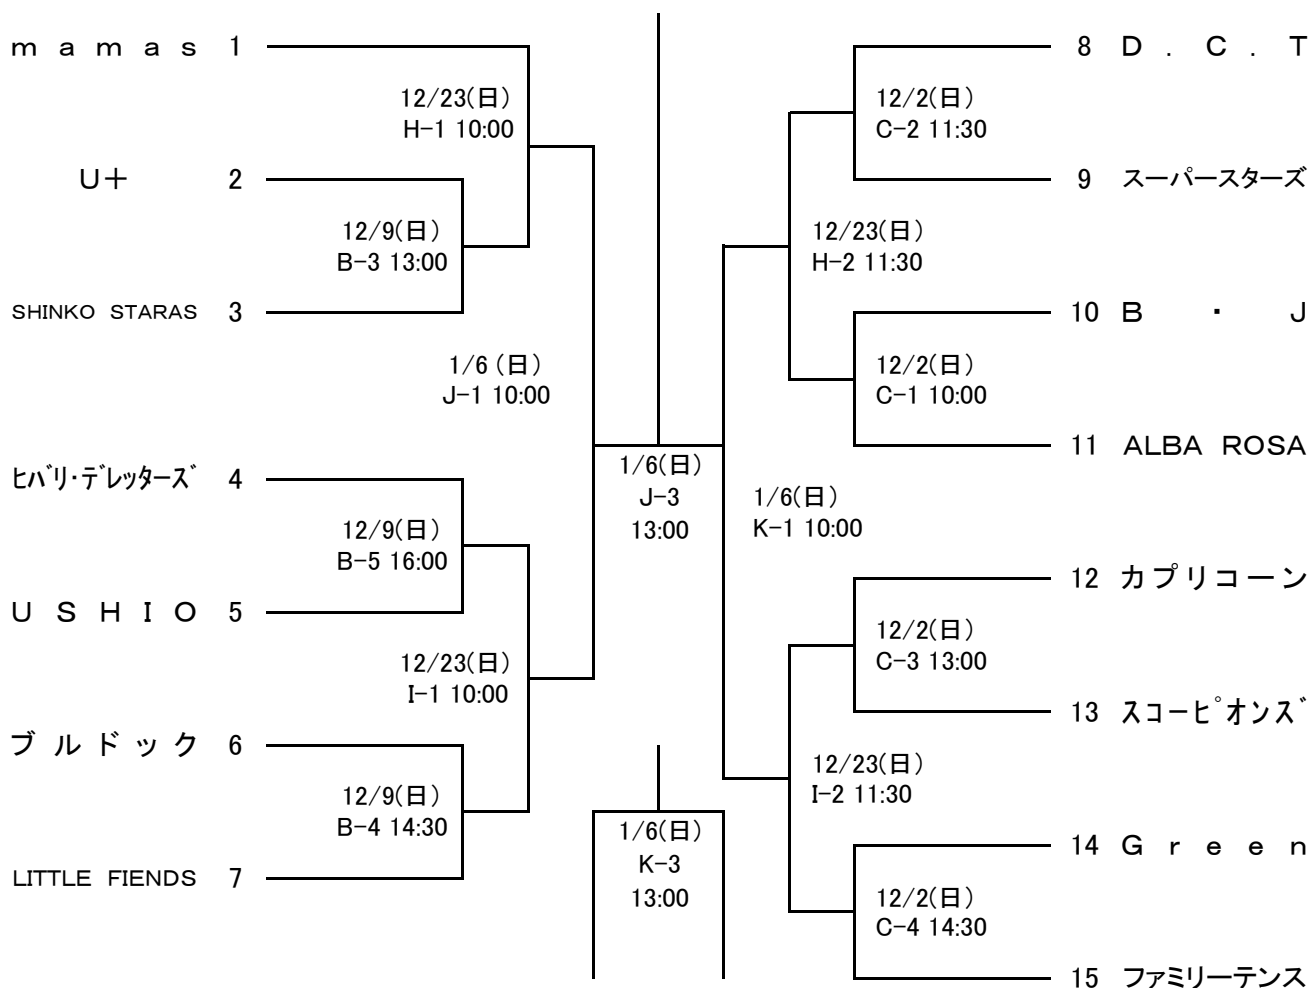 ｍａｍａｓ 1
12/23(日)
H-1 10:00
U＋ 2
12/9(日)
B-3 13:00
SHINKO STARAS 3
1/6 (日)
J-1 10:00
ﾋﾊﾞﾘ･ﾃﾞﾚｯﾀｰｽﾞ 4
12/9(日)
B-5 16:00
ＵＳＨＩＯ 5
12/23(日)
I-1 10:00
ブルドック 6
12/9(日)
B-4 14:30
LITTLE FIENDS 7
1/6(日)
J-3
13:00
1/6(日)
K-3
13:00
8 Ｄ．Ｃ．Ｔ
12/2(日)
C-2 11:30
9 スーパースターズ
12/23(日)
H-2 11:30
10 Ｂ・Ｊ
12/2(日)
C-1 10:00
11 ALBA ROSA
1/6(日)
K-1 10:00
12 カプリコーン
12/2(日)
C-3 13:00
13 ｽｺｰﾋﾟｵﾝｽﾞ
12/23(日)
I-2 11:30
14 Ｇｒｅｅｎ
12/2(日)
C-4 14:30
15 ファミリーテンス